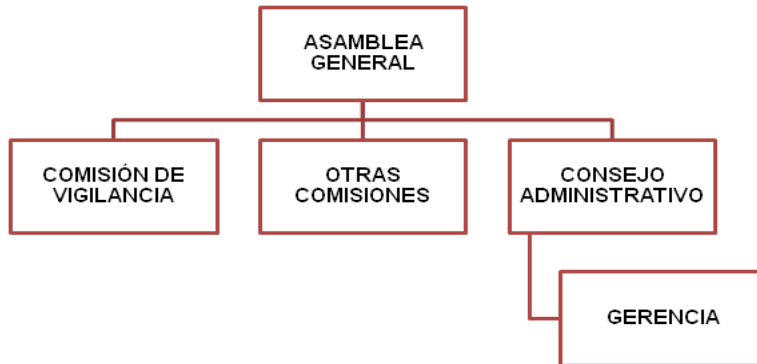 ASAMBLEA
GENERAL
COMISIÓN DE
VIGILANCIA
OTRAS
COMISIONES
CONSEJO
ADMINISTRATIVO
GERENCIA